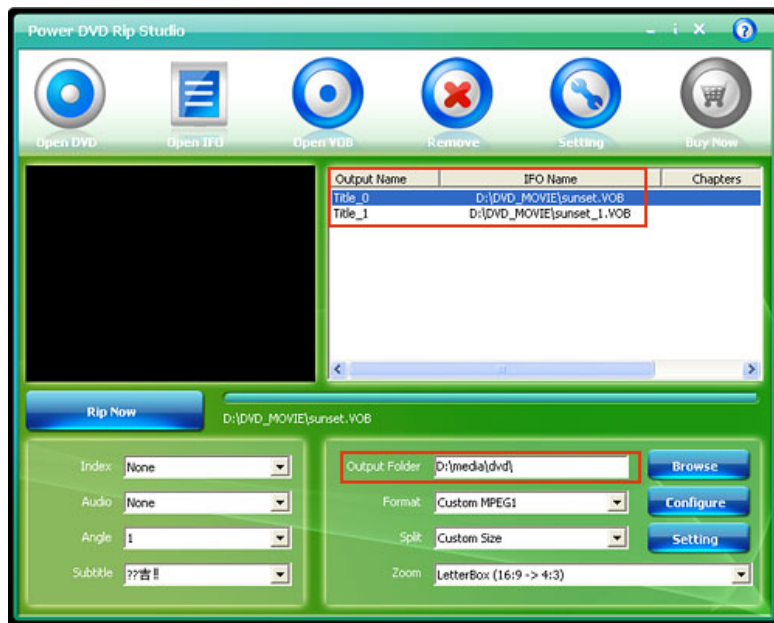 Power DVD Rip Studio
Open DVD
Open IFO
Open VOB
Remove
Setting
Buy Now
Output Name IFO Name Chapters
Title_0 D:\DVD_MOVIE\sunset.VOB
Title_1 D:\DVD_MOVIE\sunset_1.VOB
Rip Now
D:\DVD_MOVIE\sunset.VOB
Index None
Audio None
Angle 1
Subtitle ??吉‼
Output Folder D:\media\dvd\
Browse
Format Custom MPEG1
Configure
Split Custom Size
Setting
Zoom LetterBox (16:9 -> 4:3)